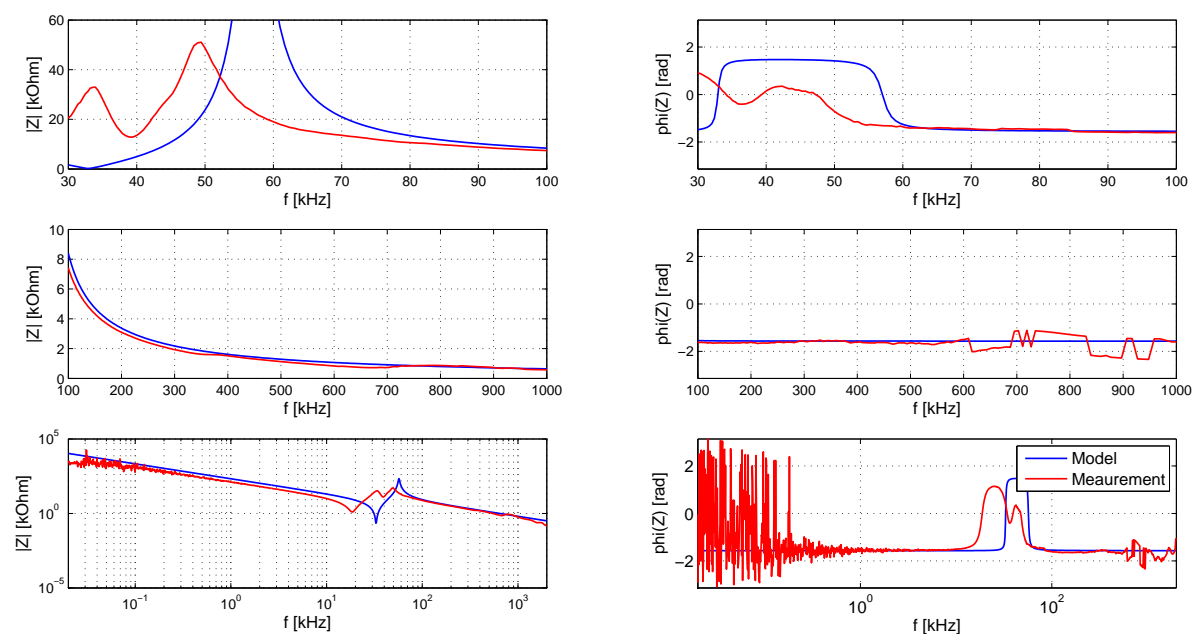 60
40
20
0
|Z| [kOhm]
30 40 50 60 70 80 90 100
f [kHz]
2
0
−2
phi(Z) [rad]
30 40 50 60 70 80 90 100
f [kHz]
10
8
6
4
2
0
|Z| [kOhm]
100 200 300 400 500 600 700 800 900 1000
f [kHz]
2
0
−2
phi(Z) [rad]
100 200 300 400 500 600 700 800 900 1000
f [kHz]
10^5
10^0
10^−5
|Z| [kOhm]
10^−1 10^0 10^1 10^2 10^3
f [kHz]
2
0
−2
phi(Z) [rad]
10^0 10^2
f [kHz]
Model
Meaurement